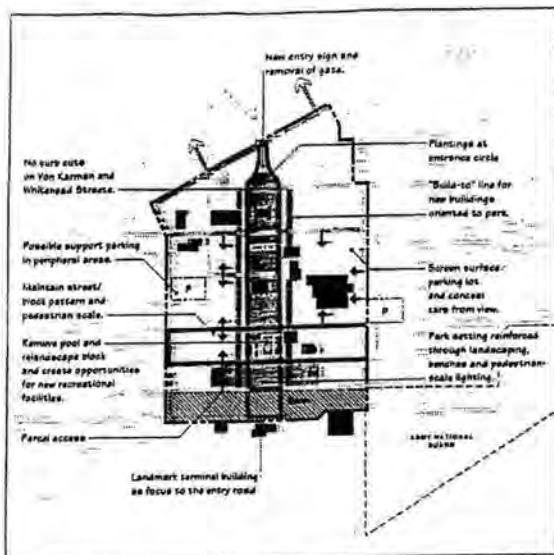 New entry sign and
removal of gate.
No curb cuts
on Von Karman and
Whitehead Streets.
Plantings at
entrance circle
"Build-to" line for
new buildings
oriented to park.
Possible support parking
in peripheral areas.
Maintain street/
block pattern and
pedestrian scale.
Screen surface
parking lot
and conceal
cars from view.
P
P
Remove pool and
relandscape block
and create opportunities
for new recreational
facilities.
Park setting reinforced
through landscaping,
benches and pedestrian-
scale lighting.
Parcel access
ARMY NATIONAL
GUARD
Landmark terminal building
as focus to the entry road